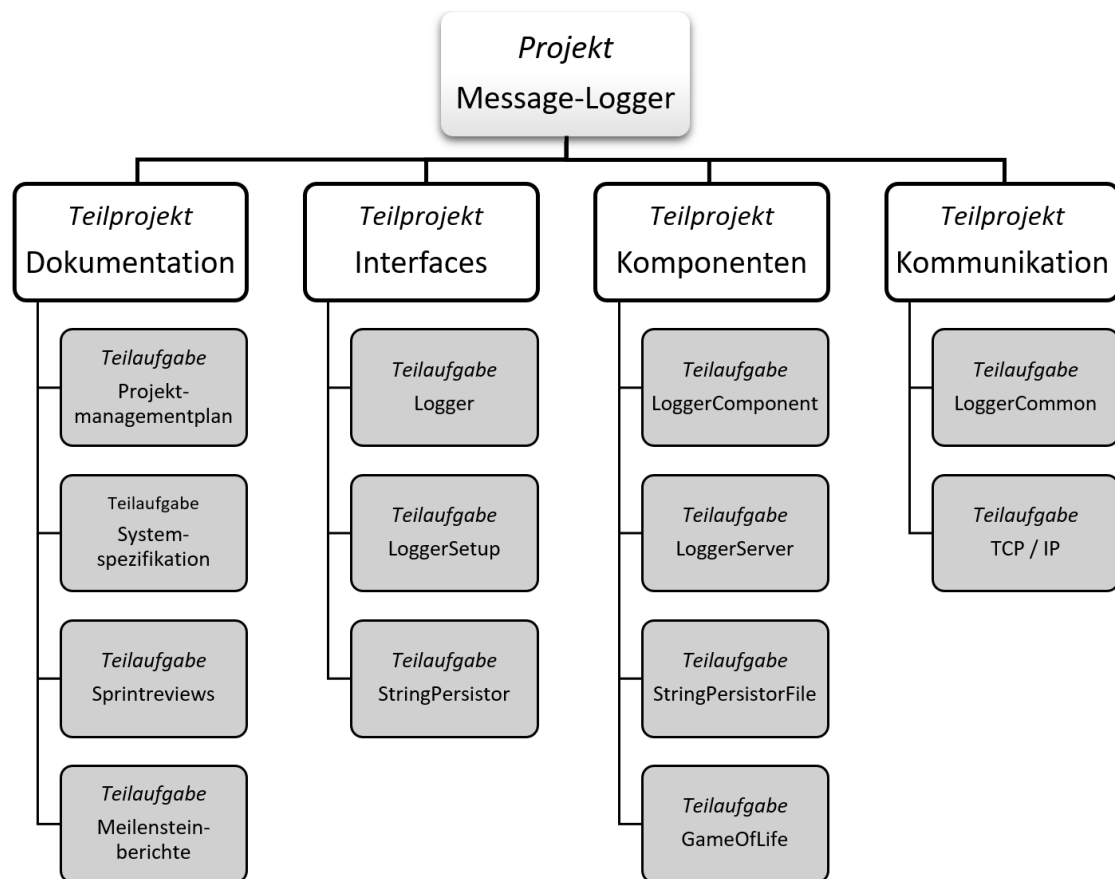 Projekt
Message-Logger
Teilprojekt
Dokumentation
Teilaufgabe
Projekt-
managementplan
Teilaufgabe
System-
spezifikation
Teilaufgabe
Sprintreviews
Teilaufgabe
Meilenstein-
berichte
Teilprojekt
Interfaces
Teilaufgabe
Logger
Teilaufgabe
LoggerSetup
Teilaufgabe
StringPersistor
Teilprojekt
Komponenten
Teilaufgabe
LoggerComponent
Teilaufgabe
LoggerServer
Teilaufgabe
StringPersistorFile
Teilaufgabe
GameOfLife
Teilprojekt
Kommunikation
Teilaufgabe
LoggerCommon
Teilaufgabe
TCP / IP